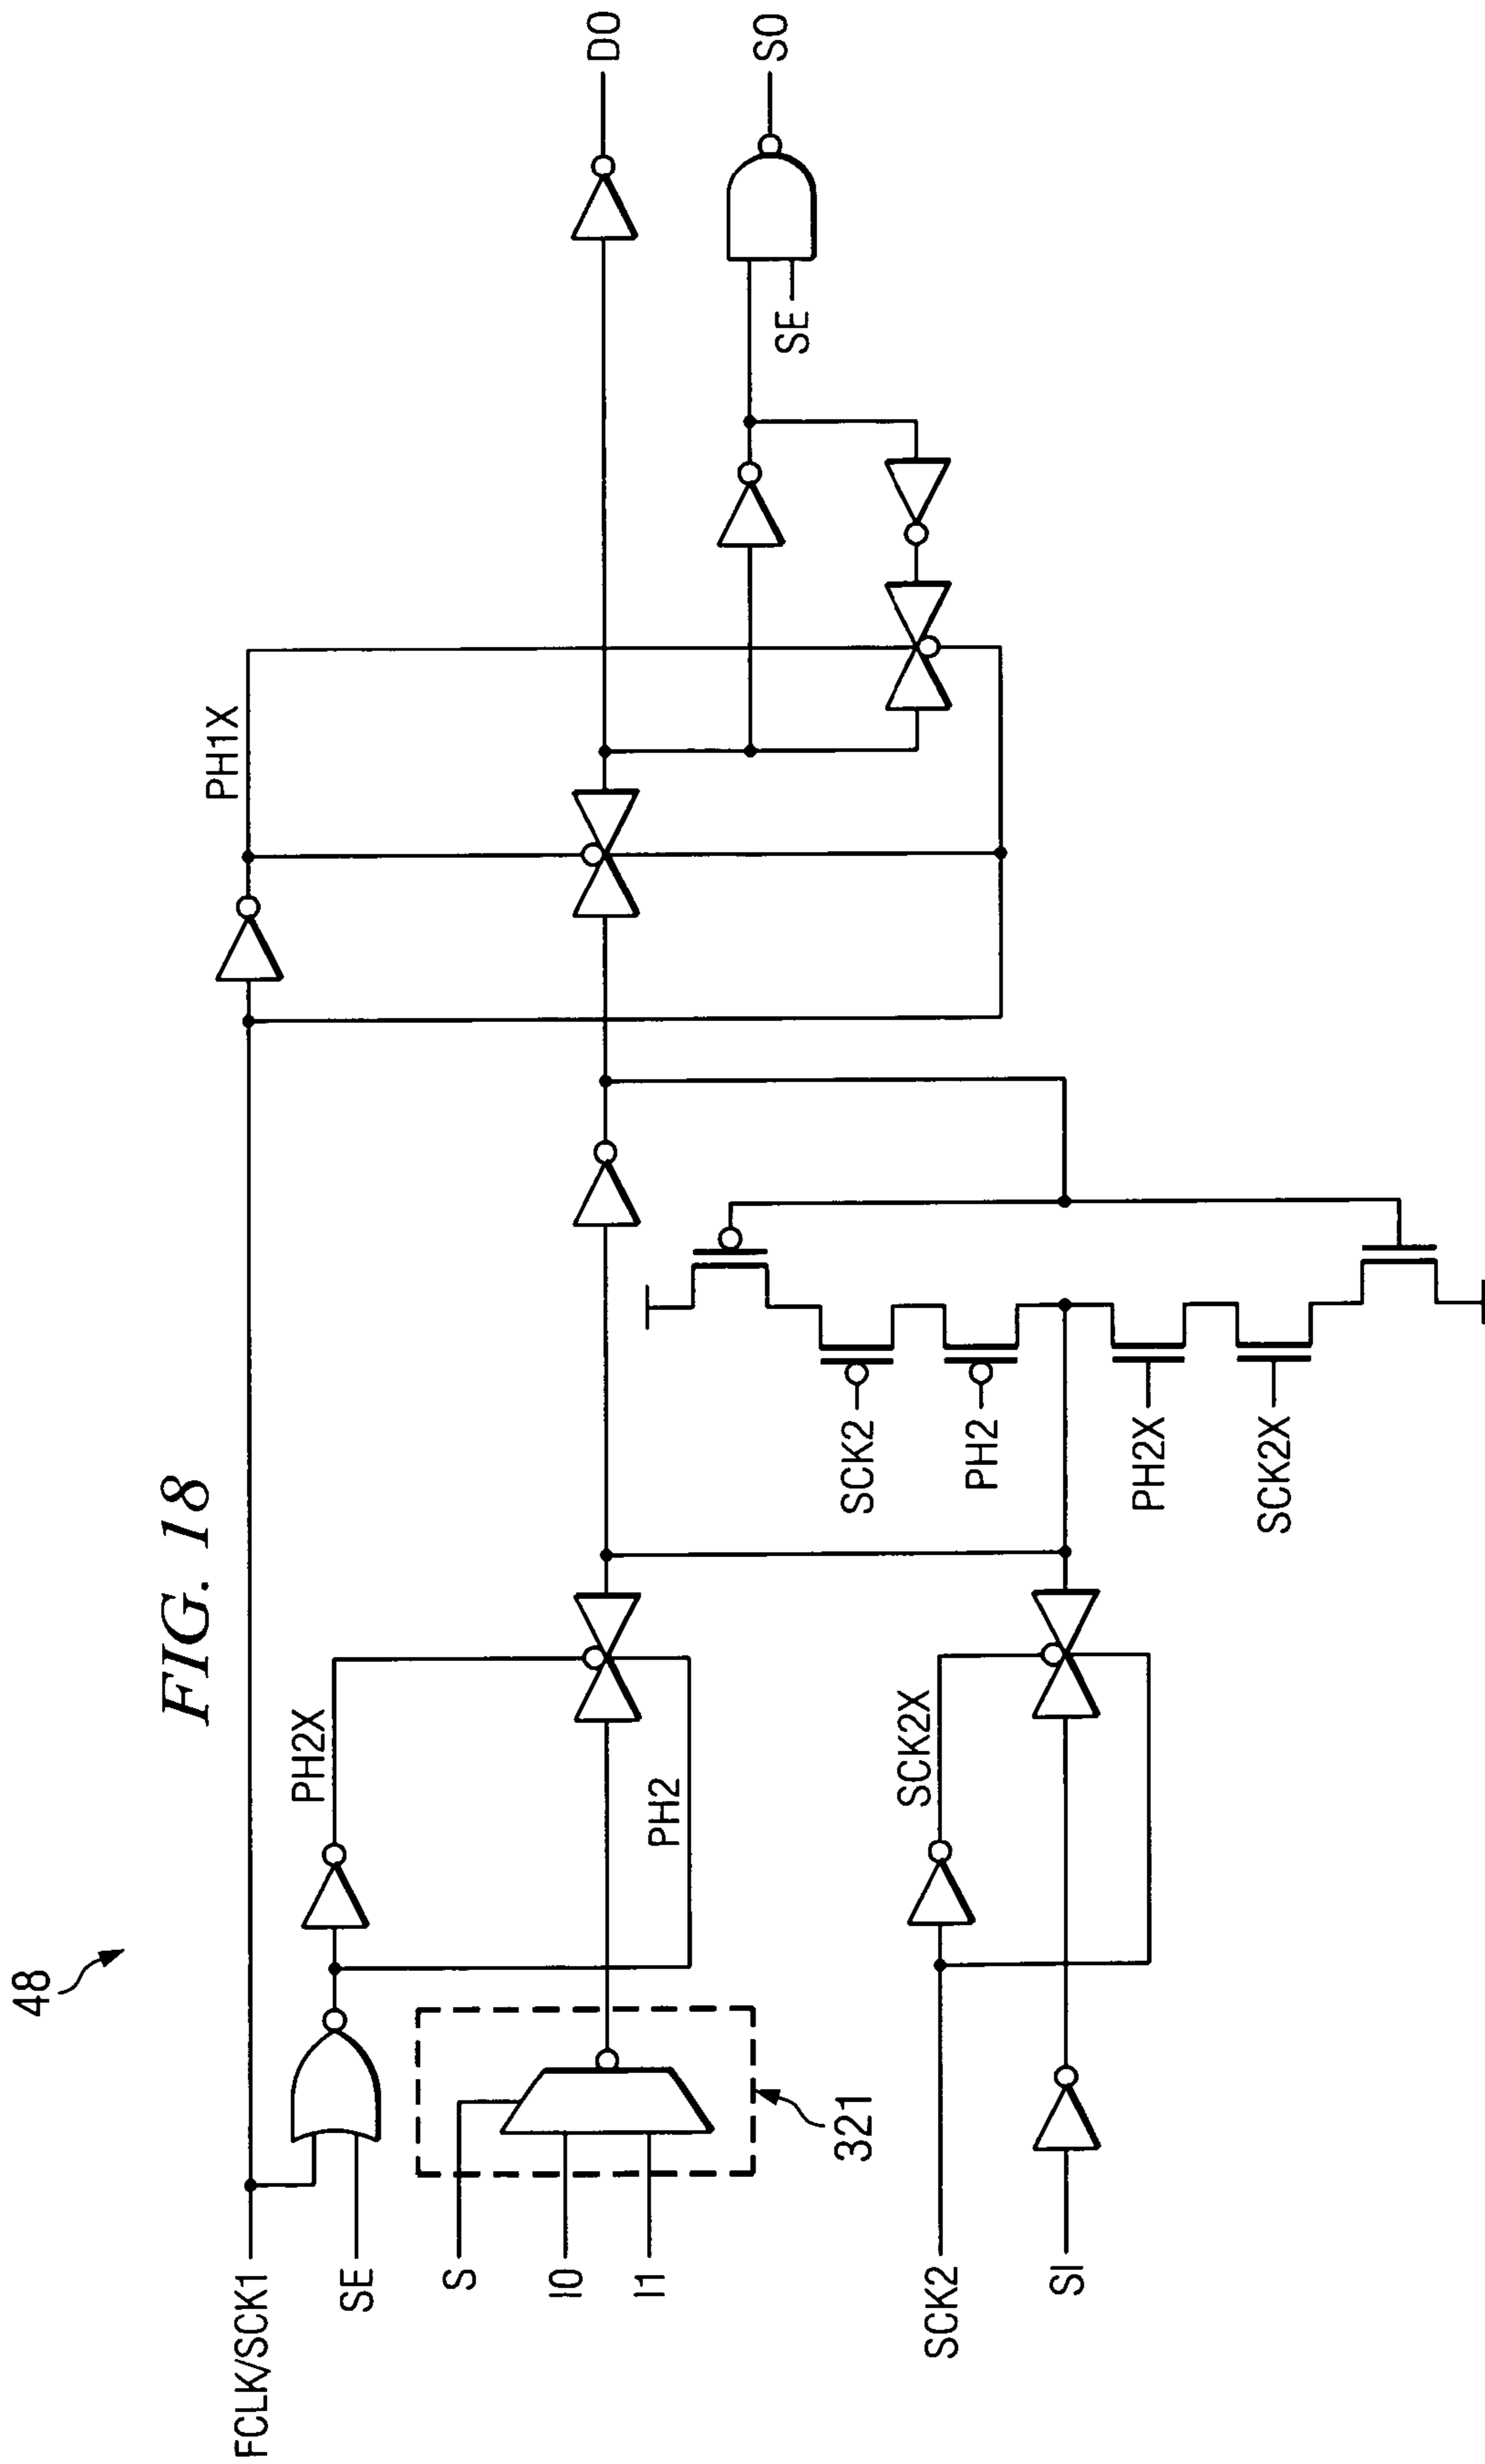 FIG. 18
48
FCLK/SCK1
SE
S
I0
I1
321
SCK2
SI
PH2X
PH2
SCK2X
SCK2
PH2
PH2X
SCK2X
PH1X
SE
DO
SO